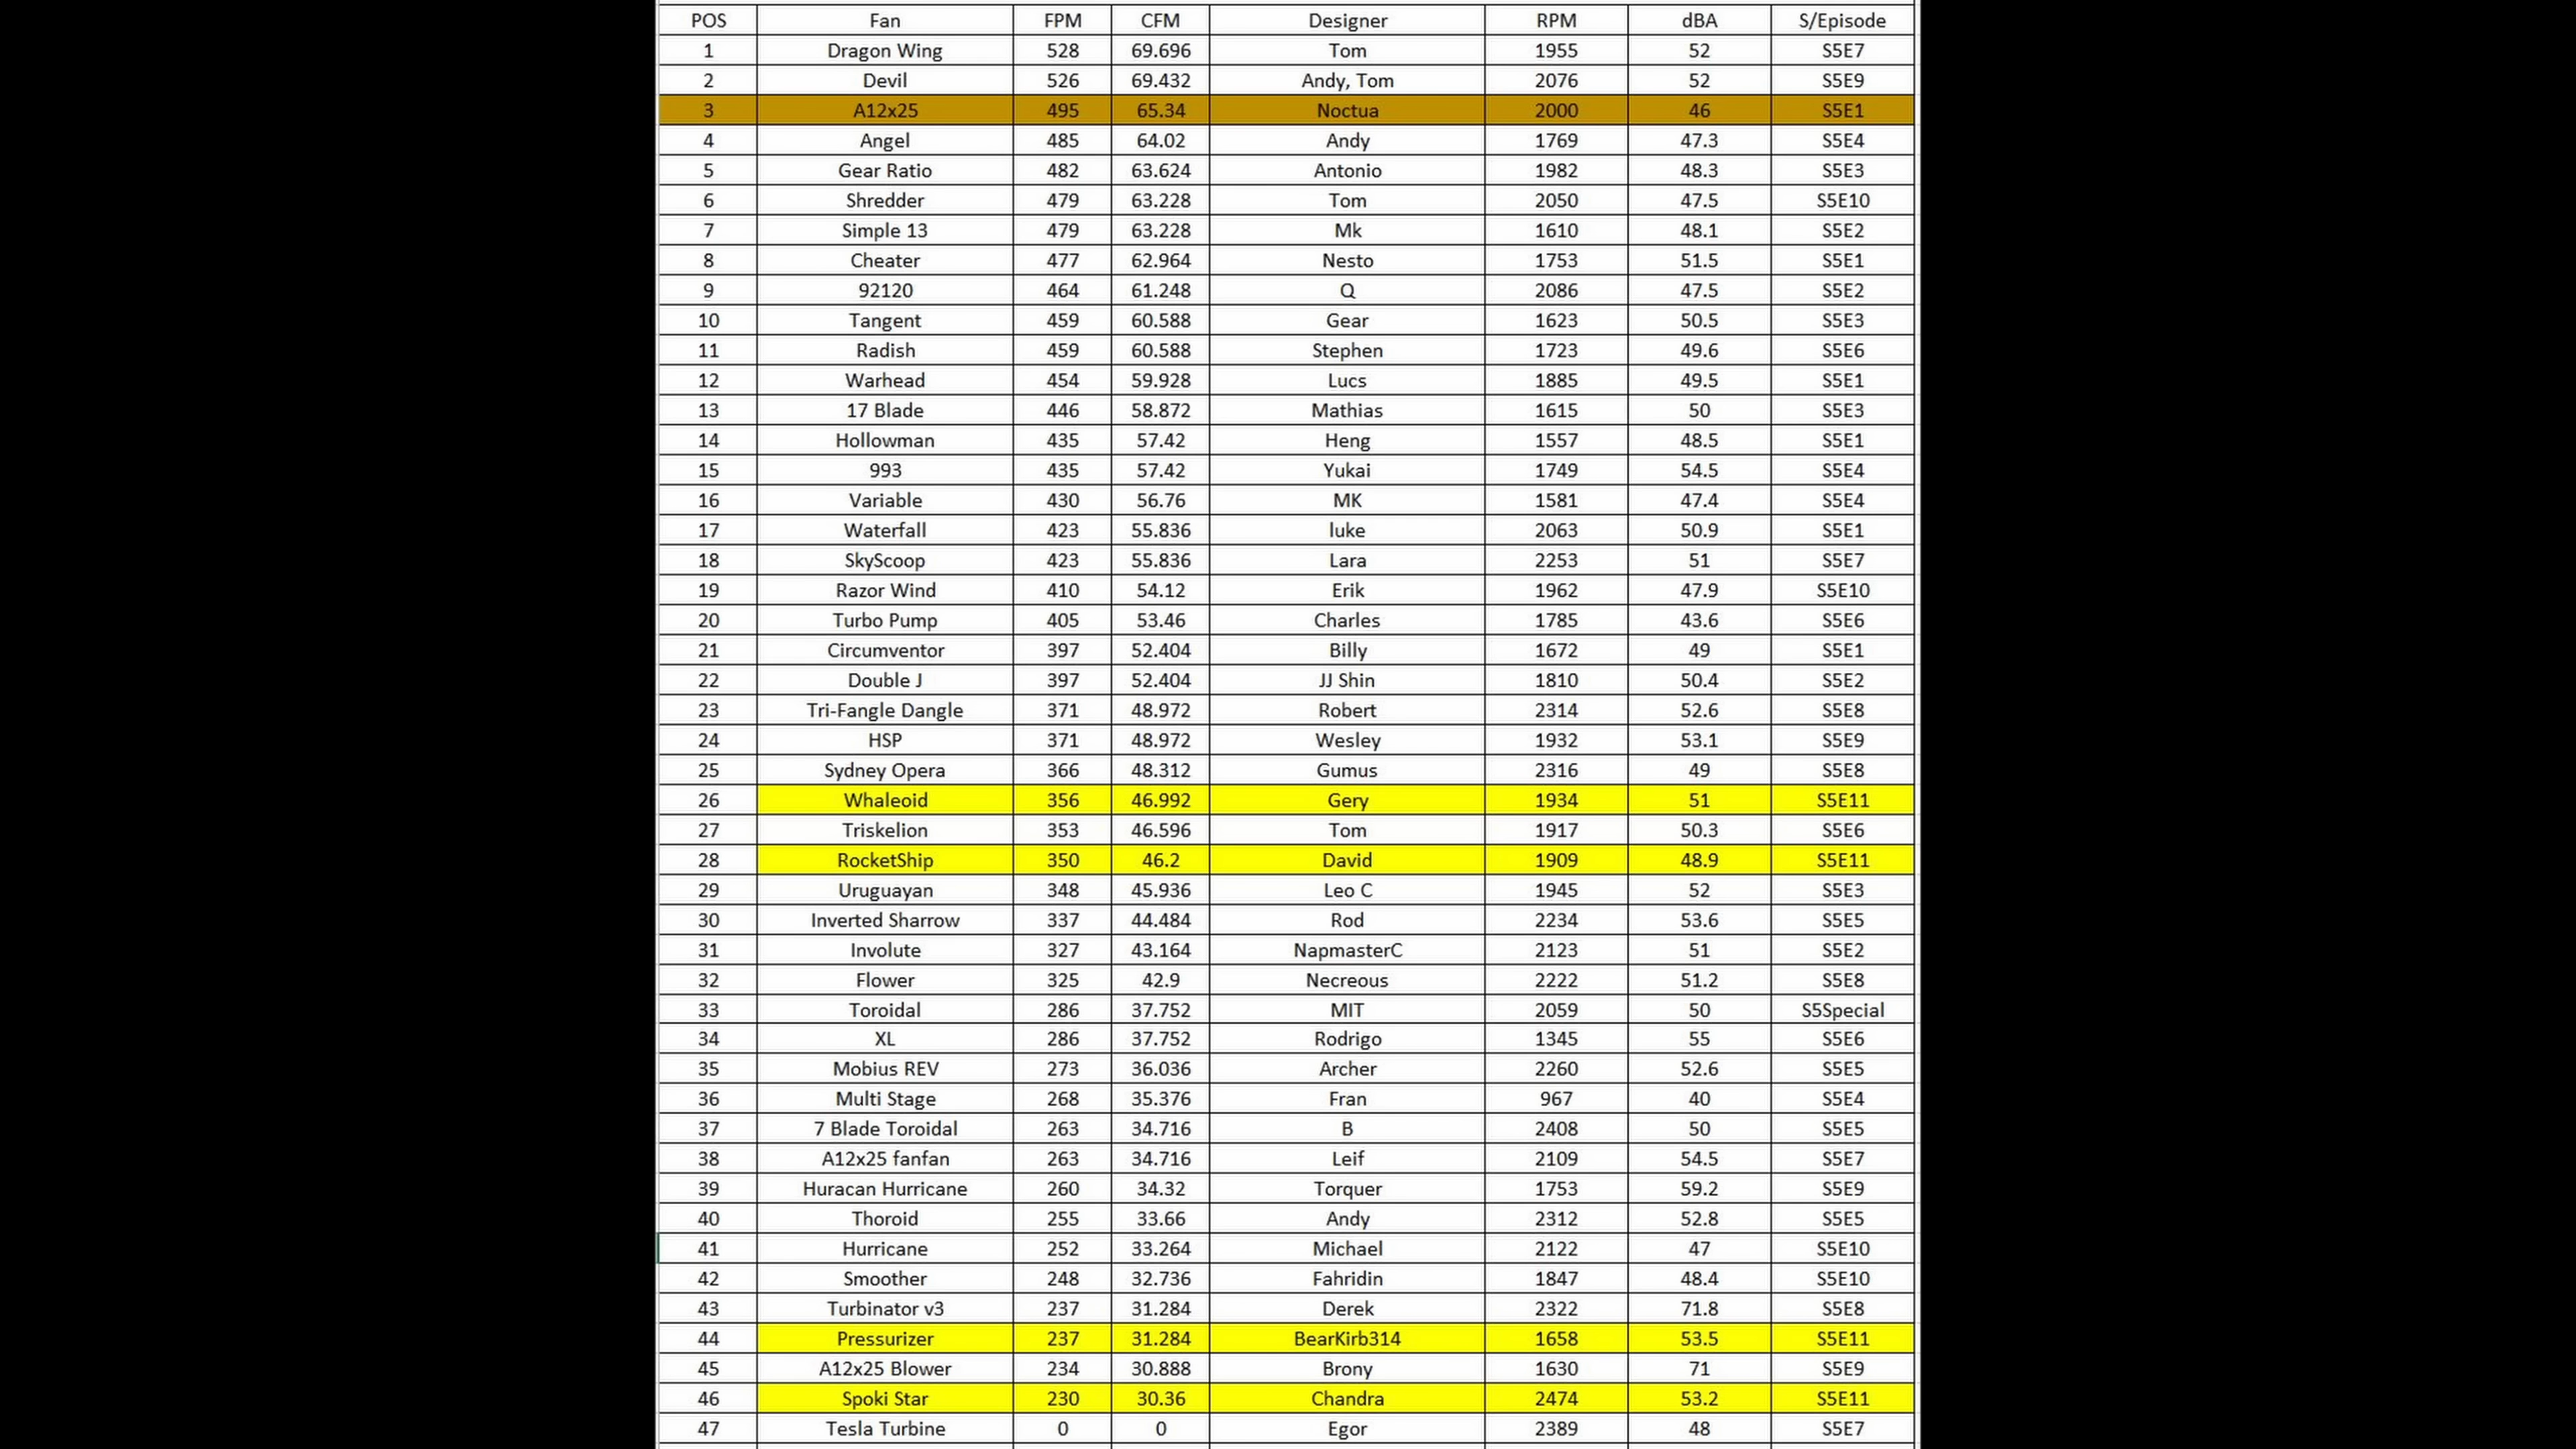 POS Fan FPM CFM Designer RPM dBA S/Episode
1 Dragon Wing 528 69.696 Tom 1955 52 S5E7
2 Devil 526 69.432 Andy, Tom 2076 52 S5E9
3 A12x25 495 65.34 Noctua 2000 46 S5E1
4 Angel 485 64.02 Andy 1769 47.3 S5E4
5 Gear Ratio 482 63.624 Antonio 1982 48.3 S5E3
6 Shredder 479 63.228 Tom 2050 47.5 S5E10
7 Simple 13 479 63.228 Mk 1610 48.1 S5E2
8 Cheater 477 62.964 Nesto 1753 51.5 S5E1
9 92120 464 61.248 Q 2086 47.5 S5E2
10 Tangent 459 60.588 Gear 1623 50.5 S5E3
11 Radish 459 60.588 Stephen 1723 49.6 S5E6
12 Warhead 454 59.928 Lucs 1885 49.5 S5E1
13 17 Blade 446 58.872 Mathias 1615 50 S5E3
14 Hollowman 435 57.42 Heng 1557 48.5 S5E1
15 993 435 57.42 Yukai 1749 54.5 S5E4
16 Variable 430 56.76 MK 1581 47.4 S5E4
17 Waterfall 423 55.836 luke 2063 50.9 S5E1
18 SkyScoop 423 55.836 Lara 2253 51 S5E7
19 Razor Wind 410 54.12 Erik 1962 47.9 S5E10
20 Turbo Pump 405 53.46 Charles 1785 43.6 S5E6
21 Circumventor 397 52.404 Billy 1672 49 S5E1
22 Double J 397 52.404 JJ Shin 1810 50.4 S5E2
23 Tri-Fangle Dangle 371 48.972 Robert 2314 52.6 S5E8
24 HSP 371 48.972 Wesley 1932 53.1 S5E9
25 Sydney Opera 366 48.312 Gumus 2316 49 S5E8
26 Whaleoid 356 46.992 Gery 1934 51 S5E11
27 Triskelion 353 46.596 Tom 1917 50.3 S5E6
28 RocketShip 350 46.2 David 1909 48.9 S5E11
29 Uruguayan 348 45.936 Leo C 1945 52 S5E3
30 Inverted Sharrow 337 44.484 Rod 2234 53.6 S5E5
31 Involute 327 43.164 NapmasterC 2123 51 S5E2
32 Flower 325 42.9 Necreous 2222 51.2 S5E8
33 Toroidal 286 37.752 MIT 2059 50 S5Special
34 XL 286 37.752 Rodrigo 1345 55 S5E6
35 Mobius REV 273 36.036 Archer 2260 52.6 S5E5
36 Multi Stage 268 35.376 Fran 967 40 S5E4
37 7 Blade Toroidal 263 34.716 B 2408 50 S5E5
38 A12x25 fanfan 263 34.716 Leif 2109 54.5 S5E7
39 Huracan Hurricane 260 34.32 Torquer 1753 59.2 S5E9
40 Thoroid 255 33.66 Andy 2312 52.8 S5E5
41 Hurricane 252 33.264 Michael 2122 47 S5E10
42 Smoother 248 32.736 Fahridin 1847 48.4 S5E10
43 Turbinator v3 237 31.284 Derek 2322 71.8 S5E8
44 Pressurizer 237 31.284 BearKirb314 1658 53.5 S5E11
45 A12x25 Blower 234 30.888 Brony 1630 71 S5E9
46 Spoki Star 230 30.36 Chandra 2474 53.2 S5E11
47 Tesla Turbine 0 0 Egor 2389 48 S5E7